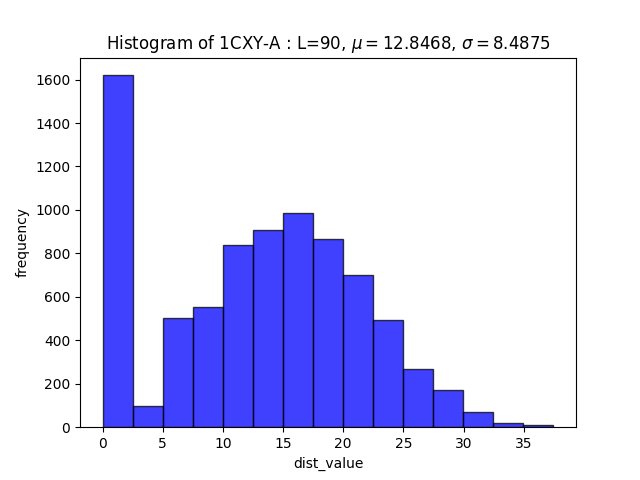 Histogram of 1CXY-A : L=90, μ = 12.8468, σ = 8.4875
1600
1400
1200
1000
800
600
400
200
0
frequency
0 5 10 15 20 25 30 35
dist_value